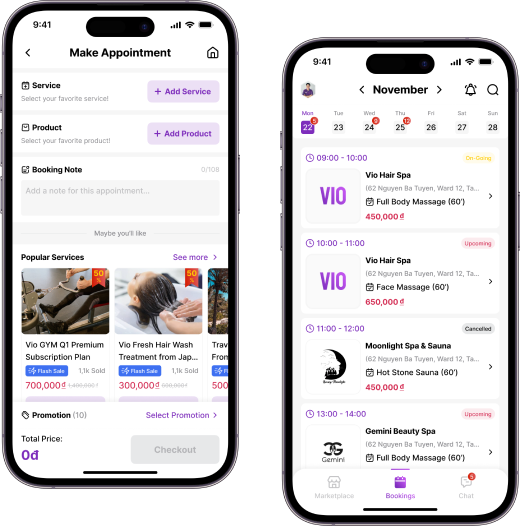 9:41
Make Appointment
Service
Select your favorite service!
+ Add Service
Product
Select your favorite product!
+ Add Product
Booking Note
0/108
Add a note for this appointment...
Maybe you'll like
Popular Services
See more
50
%
Vio GYM Q1 Premium
Subscription Plan
Flash Sale
1,1k Sold
700,000₫
1,400,000₫
50
%
Vio Fresh Hair Wash
Treatment from Jap...
Flash Sale
1,1k Sold
300,000₫
500,000₫
Trav
From
500
Promotion (10)
Select Promotion
Total Price:
0đ
Checkout
9:41
November
Mon
Tue
Wed
Thu
Fri
Sat
Sun
22
5
23
24
9
25
26
27
28
09:00 - 10:00
On-Going
VIO
Vio Hair Spa
(62 Nguyen Ba Tuyen, Ward 12, Ta...
Full Body Massage (60')
450,000 ₫
10:00 - 11:00
Upcoming
VIO
Vio Hair Spa
(62 Nguyen Ba Tuyen, Ward 12, Ta...
Face Massage (60')
650,000 ₫
11:00 - 12:00
Cancelled
Moonlight Spa & Sauna
(62 Nguyen Ba Tuyen, Ward 12, Ta...
Hot Stone Sauna (60')
450,000 ₫
13:00 - 14:00
Upcoming
Gemini
Gemini Beauty Spa
(62 Nguyen Ba Tuyen, Ward 12, Ta...
Full Body Massage (60')
Marketplace
Bookings
Chat